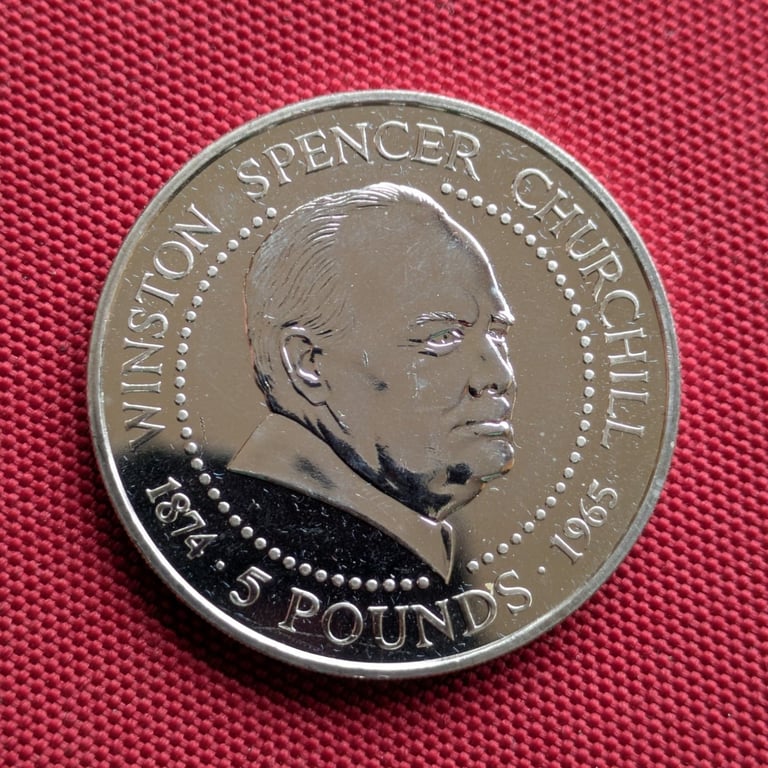 WINSTON SPENCER CHURCHILL
1874 · 5 POUNDS · 1965